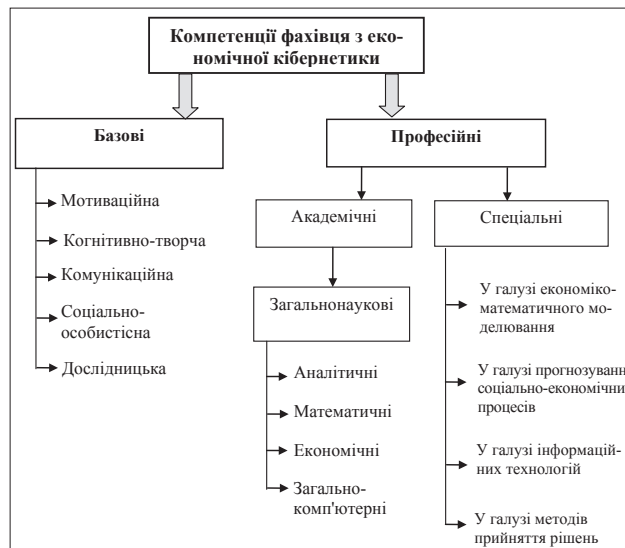 Компетенції фахівця з еко-
номічної кібернетики
Базові
Професійні
Мотиваційна
Когнітивно-творча
Комунікаційна
Соціально-
особистісна
Дослідницька
Академічні
Загальнонаукові
Аналітичні
Математичні
Економічні
Загально-
комп'ютерні
Спеціальні
У галузі економіко-
математичного мо-
делювання
У галузі прогнозуванн
соціально-економічни
процесів
У галузі інформацій-
них технологій
У галузі методів
прийняття рішень